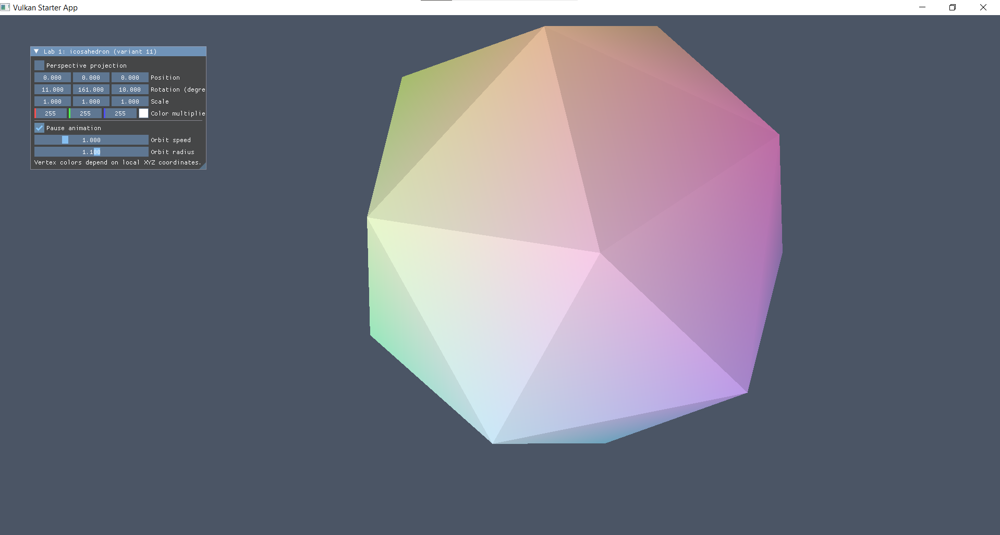 Vulkan Starter App
Lab 1: icosahedron (variant 11)
Perspective projection
0.000 0.000 0.000 Position
11.000 161.000 10.000 Rotation (degre
1.000 1.000 1.000 Scale
255 255 255 Color multiplie
Pause animation
1.000 Orbit speed
1.100 Orbit radius
Vertex colors depend on local XYZ coordinates.